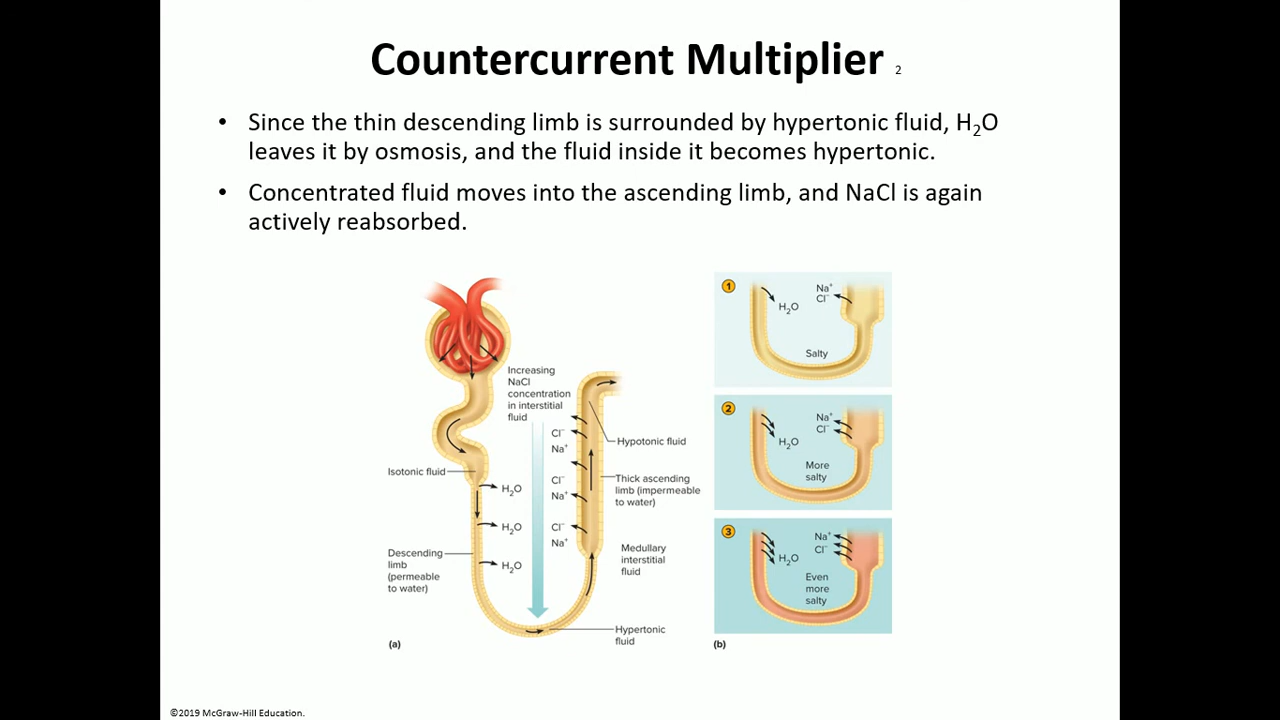 Countercurrent Multiplier 2
• Since the thin descending limb is surrounded by hypertonic fluid, H₂O
leaves it by osmosis, and the fluid inside it becomes hypertonic.
• Concentrated fluid moves into the ascending limb, and NaCl is again
actively reabsorbed.
Increasing
NaCl
concentration
in interstitial
fluid
Isotonic fluid
H₂O
H₂O
H₂O
Descending
limb
(permeable
to water)
Cl⁻
Na⁺
Cl⁻
Na⁺
Cl⁻
Na⁺
Hypotonic fluid
Thick ascending
limb (impermeable
to water)
Medullary
interstitial
fluid
Hypertonic
fluid
(a)
1
H₂O
Na⁺
Cl⁻
Salty
2
H₂O
Na⁺
Cl⁻
More
salty
3
H₂O
Na⁺
Cl⁻
Even
more
salty
(b)
©2019 McGraw-Hill Education.